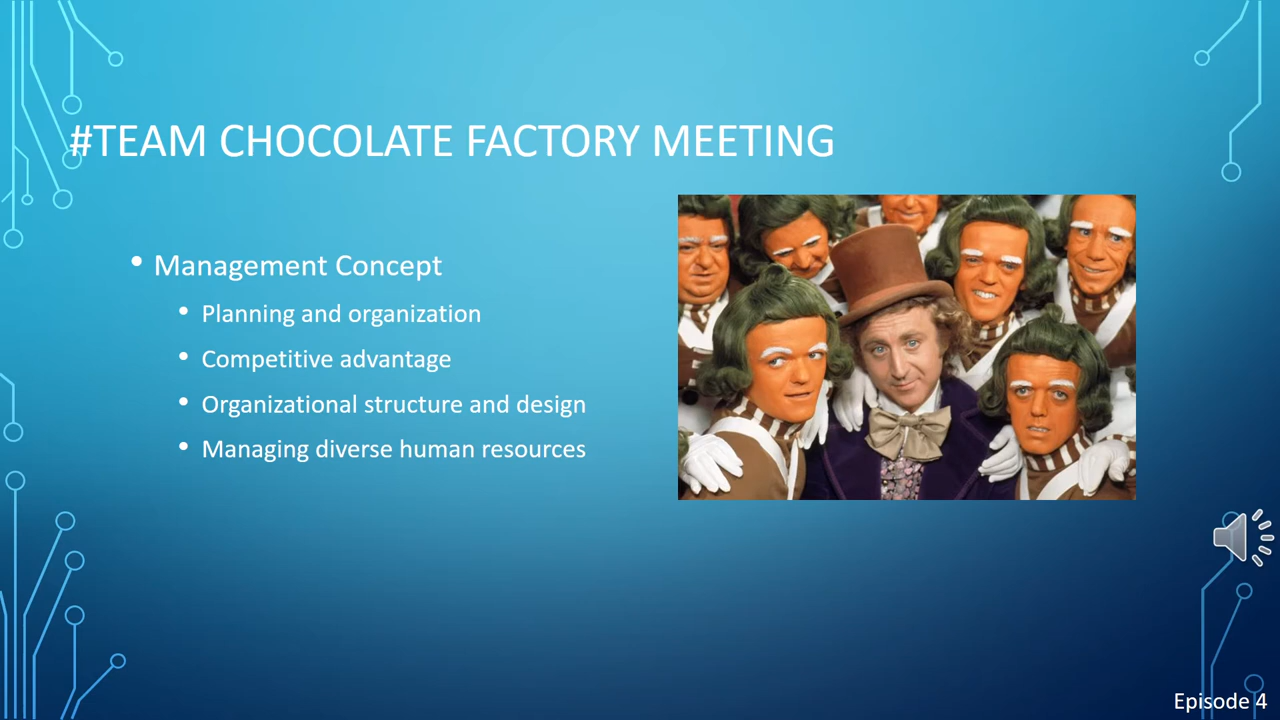 #TEAM CHOCOLATE FACTORY MEETING
• Management Concept
• Planning and organization
• Competitive advantage
• Organizational structure and design
• Managing diverse human resources
Episode 4